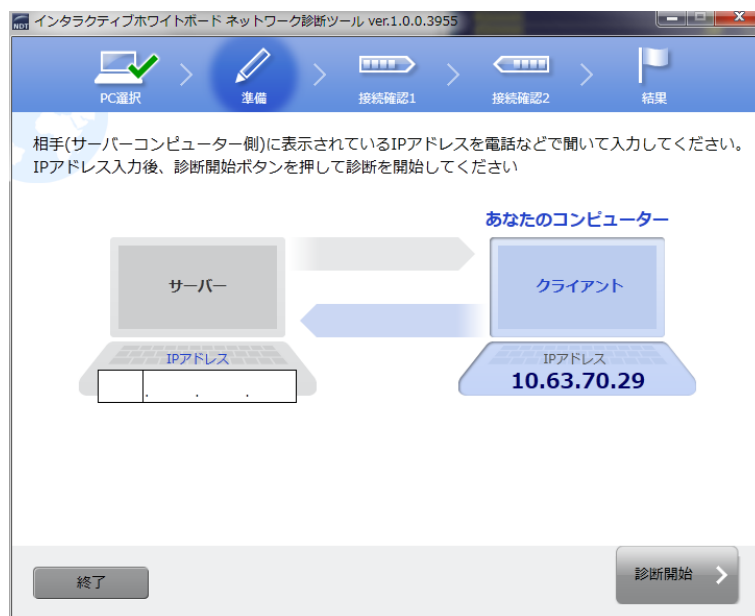 NDT インタラクティブホワイトボード ネットワーク診断ツール ver.1.0.0.3955
PC選択
準備
接続確認1
接続確認2
結果
相手(サーバーコンピューター側)に表示されているIPアドレスを電話などで聞いて入力してください。
IPアドレス入力後、診断開始ボタンを押して診断を開始してください
あなたのコンピューター
サーバー
クライアント
IPアドレス
. . .
IPアドレス
10.63.70.29
終了
診断開始